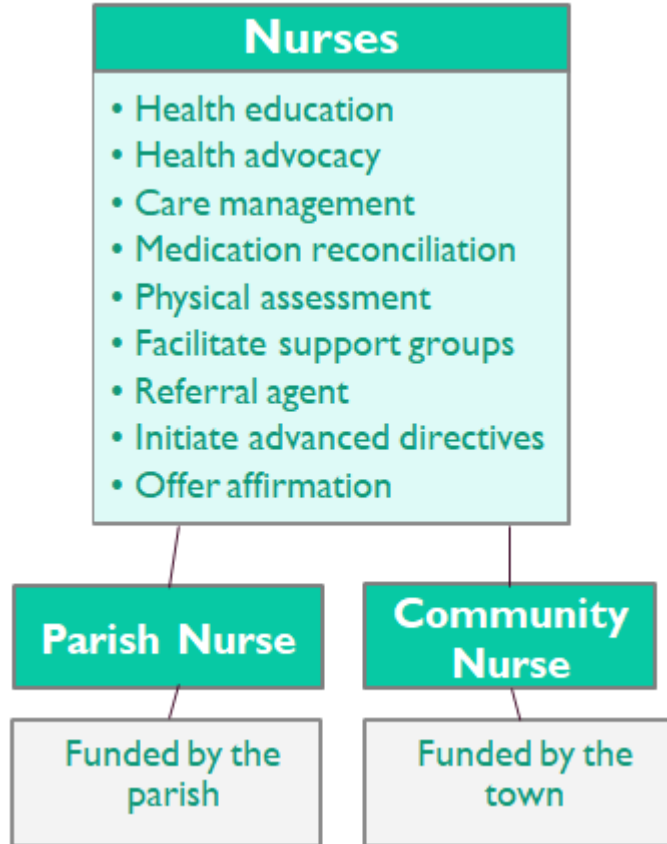 Nurses
• Health education
• Health advocacy
• Care management
• Medication reconciliation
• Physical assessment
• Facilitate support groups
• Referral agent
• Initiate advanced directives
• Offer affirmation
Parish Nurse
Community
Nurse
Funded by the
parish
Funded by the
town